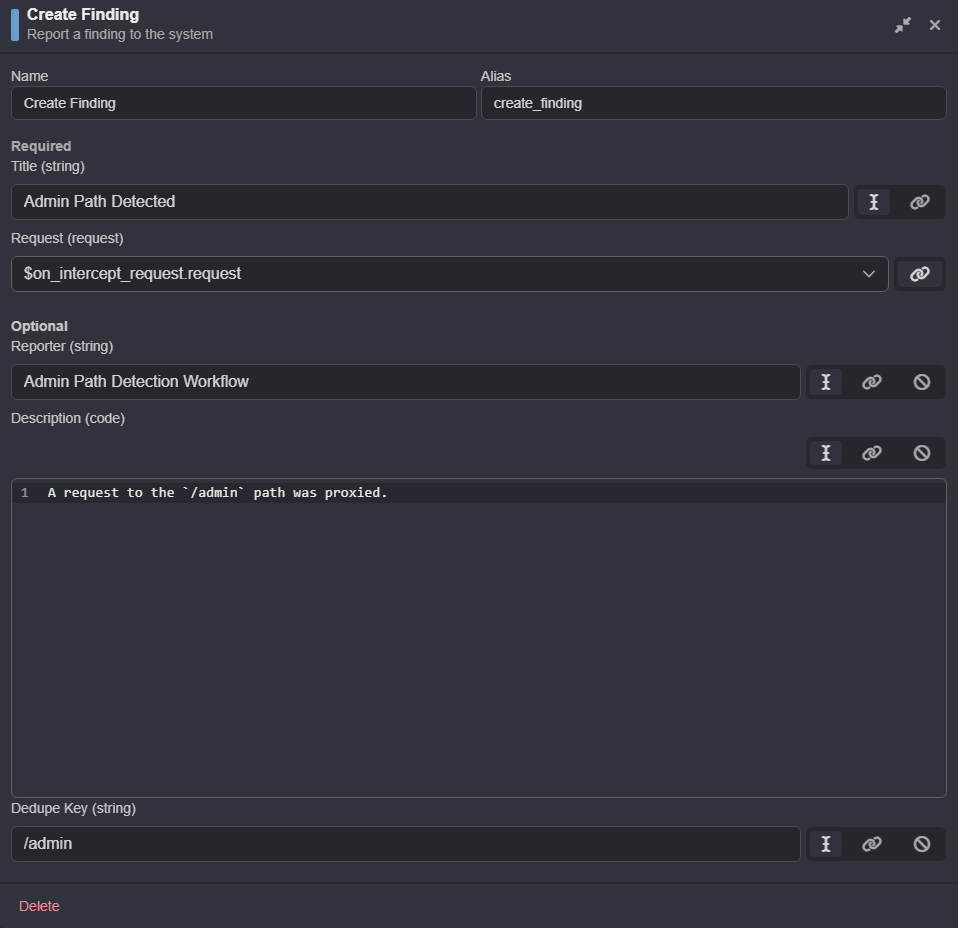 Create Finding
Report a finding to the system
Name
Alias
Create Finding
create_finding
Required
Title (string)
Admin Path Detected
Request (request)
$on_intercept_request.request
Optional
Reporter (string)
Admin Path Detection Workflow
Description (code)
1 A request to the `/admin` path was proxied.
Dedupe Key (string)
/admin
Delete